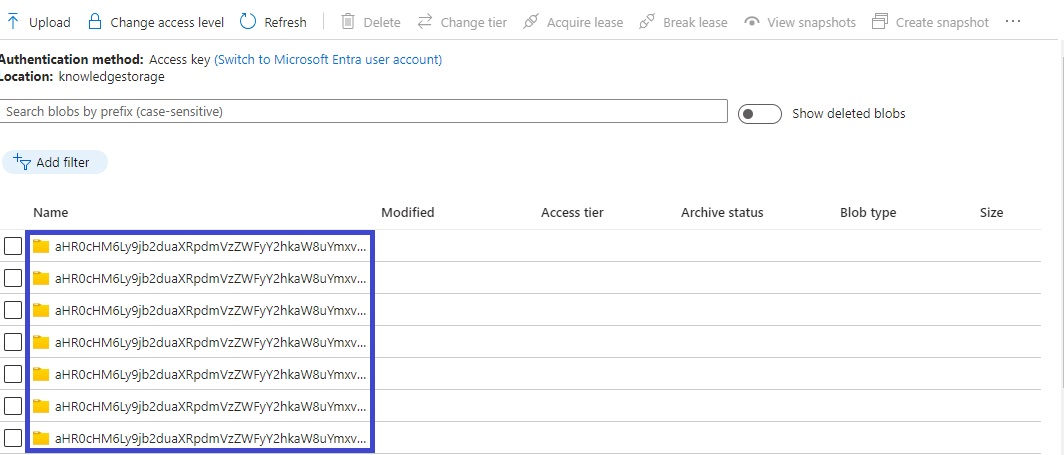 Upload Change access level Refresh Delete Change tier Acquire lease Break lease View snapshots Create snapshot ...
Authentication method: Access key (Switch to Microsoft Entra user account)
Location: knowledgestorage
Search blobs by prefix (case-sensitive) Show deleted blobs
Add filter
Name Modified Access tier Archive status Blob type Size
aHR0cHM6Ly9jb2duaXRpdmVzZWFyY2hkaW8uYmxv...
aHR0cHM6Ly9jb2duaXRpdmVzZWFyY2hkaW8uYmxv...
aHR0cHM6Ly9jb2duaXRpdmVzZWFyY2hkaW8uYmxv...
aHR0cHM6Ly9jb2duaXRpdmVzZWFyY2hkaW8uYmxv...
aHR0cHM6Ly9jb2duaXRpdmVzZWFyY2hkaW8uYmxv...
aHR0cHM6Ly9jb2duaXRpdmVzZWFyY2hkaW8uYmxv...
aHR0cHM6Ly9jb2duaXRpdmVzZWFyY2hkaW8uYmxv...